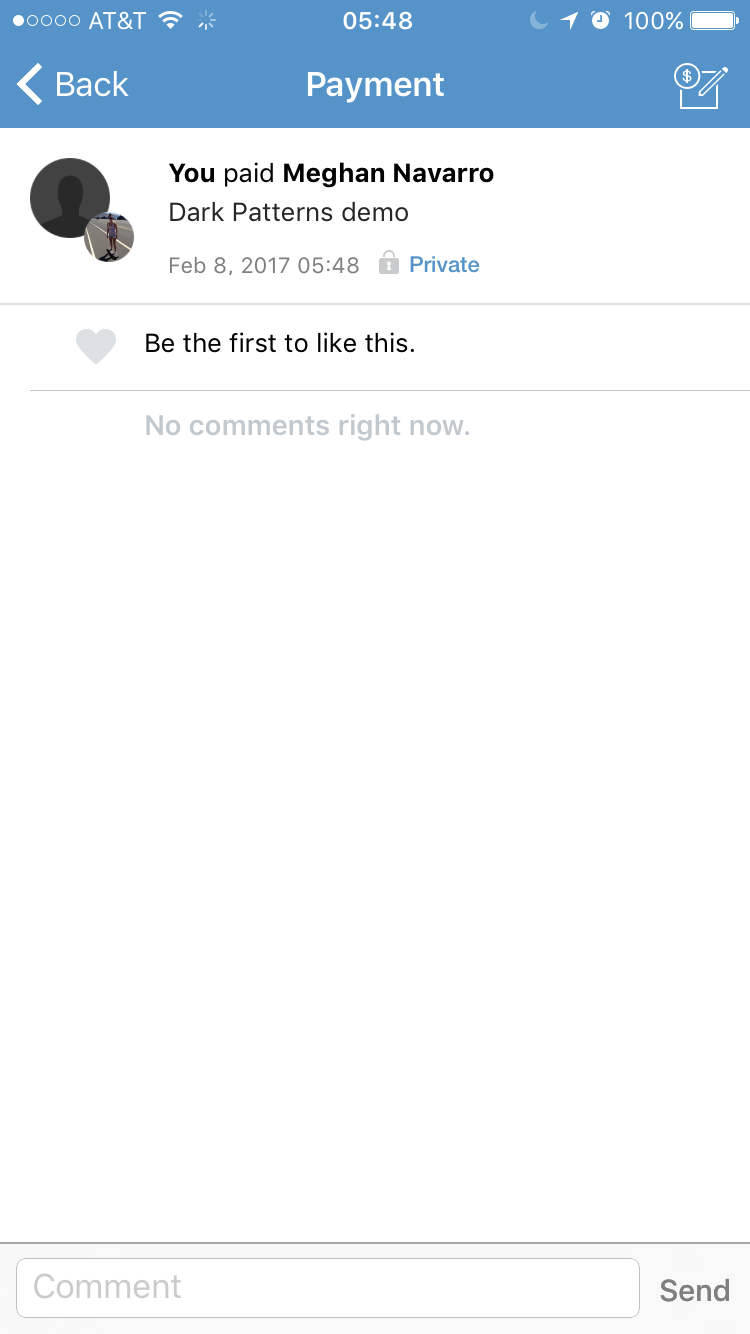 AT&T 05:48 100%
Back Payment
You paid Meghan Navarro
Dark Patterns demo
Feb 8, 2017 05:48 Private
Be the first to like this.
No comments right now.
Comment Send